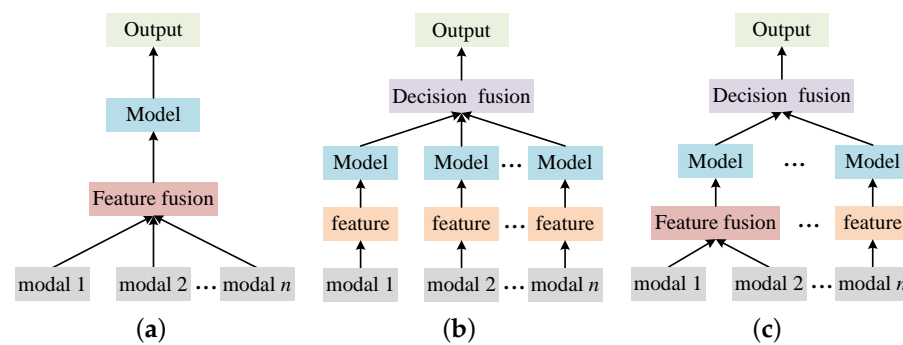 Output
Model
Feature fusion
modal 1 modal 2 ... modal n
(a)
Output
Decision fusion
Model Model ... Model
feature feature ... feature
modal 1 modal 2 ... modal n
(b)
Output
Decision fusion
Model ... Model
Feature fusion ... feature
modal 1 modal 2 ... modal n
(c)